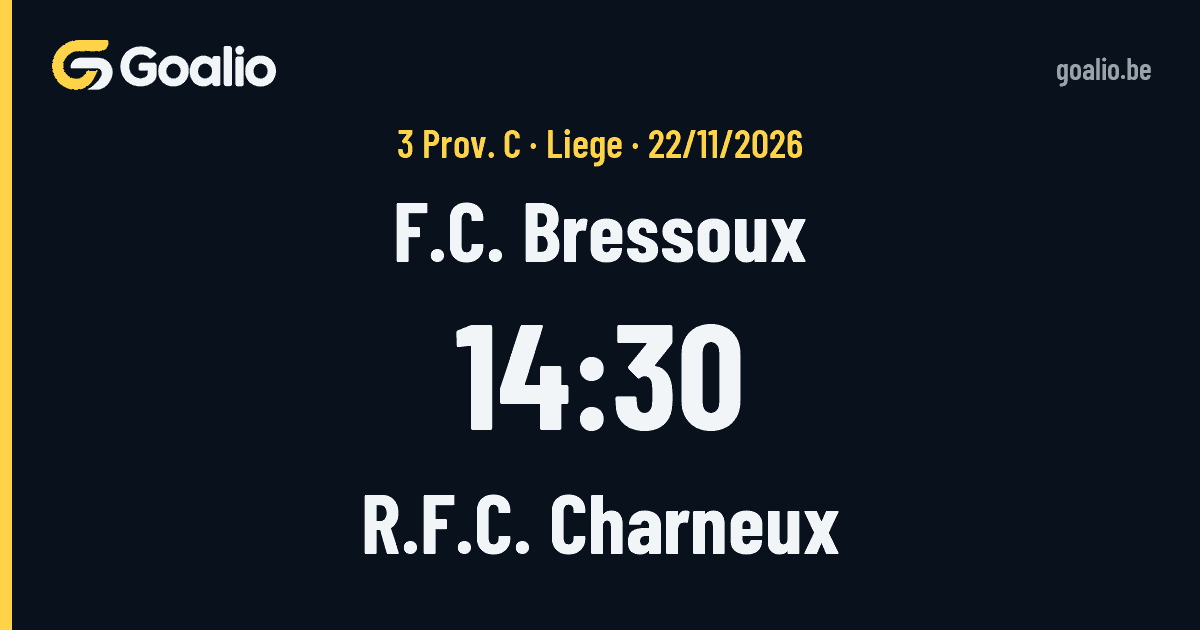 Goalio
goalio.be
3 Prov. C · Liege · 22/11/2026
F.C. Bressoux
14:30
R.F.C. Charneux